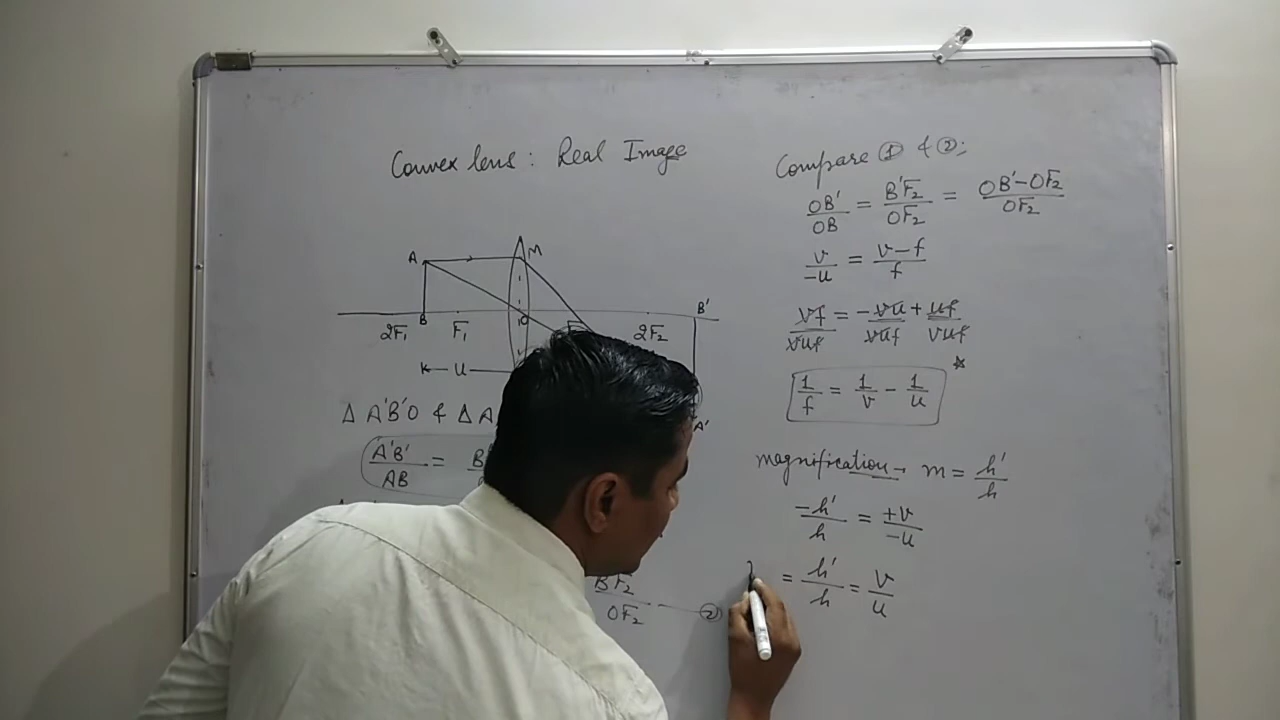 Convex lens: Real Image
A M
B O B'
2F₁ F₁ 2F₂
u
A'
Δ A'B'O & Δ A
A'B'/AB =
OF₂ ②
Compare ① & ②:
OB'/OB = B'F₂/OF₂ = OB'-OF₂/OF₂
v/-u = v-f/f
vf/vuf = -vu/vuf + uf/vuf
1/f = 1/v - 1/u
magnification → m = h'/h
-h'/h = +v/-u
= h'/h = v/u